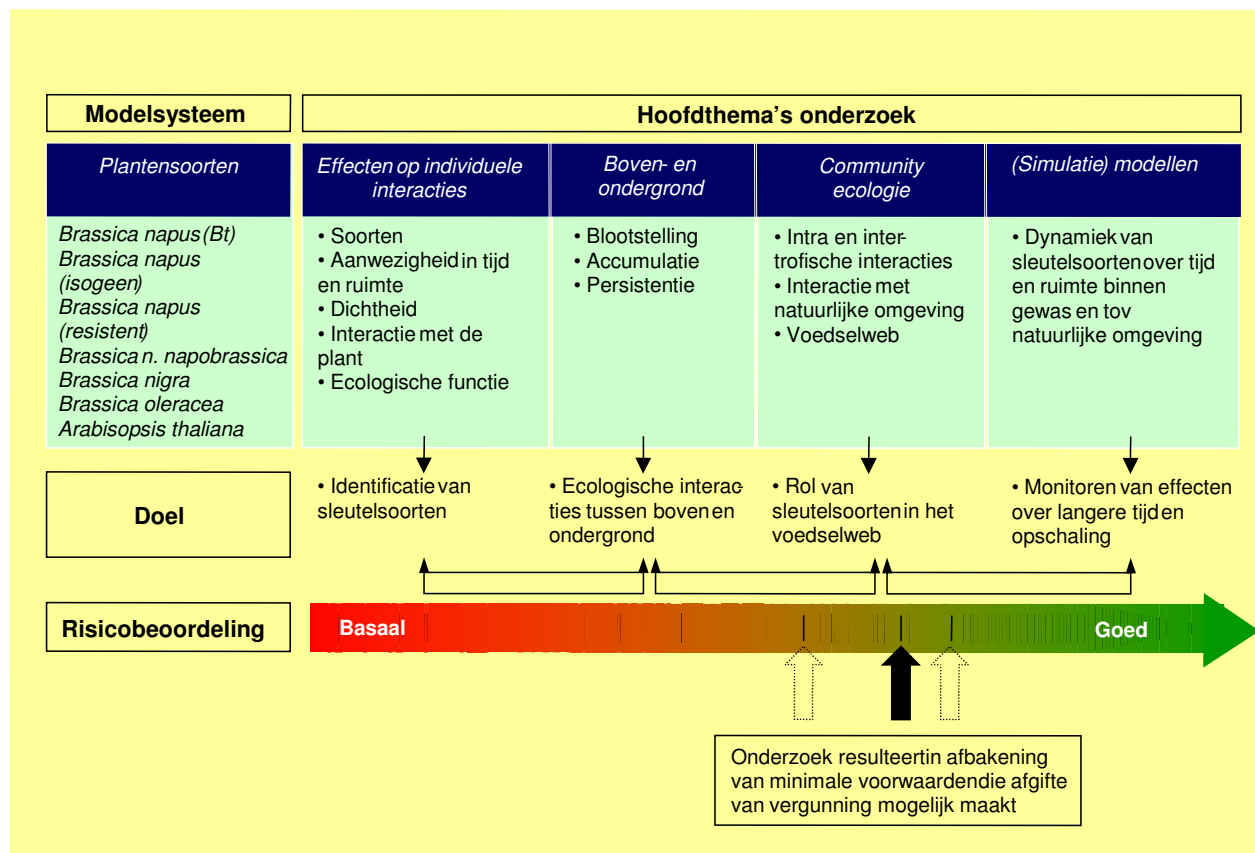 Modelsysteem
Hoofdthema's onderzoek
Plantensoorten
Effecten op individuele
interacties
Boven- en
ondergrond
Community
ecologie
(Simulatie) modellen
Brassica napus (Bt)
Brassica napus
(isogeen)
Brassica napus
(resistent)
Brassica n. napobrassica
Brassica nigra
Brassica oleracea
Arabisopsis thaliana
• Soorten
• Aanwezigheid in tijd
en ruimte
• Dichtheid
• Interactie met de
plant
• Ecologische functie
• Blootstelling
• Accumulatie
• Persistentie
• Intra en inter-
trofische interacties
• Interactie met
natuurlijke omgeving
• Voedselweb
• Dynamiek van
sleutelsoorten over tijd
en ruimte binnen
gewas en tov
natuurlijke omgeving
Doel
• Identificatie van
sleutelsoorten
• Ecologische interac-
ties tussen boven en
ondergrond
• Rol van
sleutelsoorten in het
voedselweb
• Monitoren van effecten
over langere tijd en
opschaling
Risicobeoordeling
Basaal
Goed
Onderzoek resulteert in afbakening
van minimale voorwaarden die afgifte
van vergunning mogelijk maakt